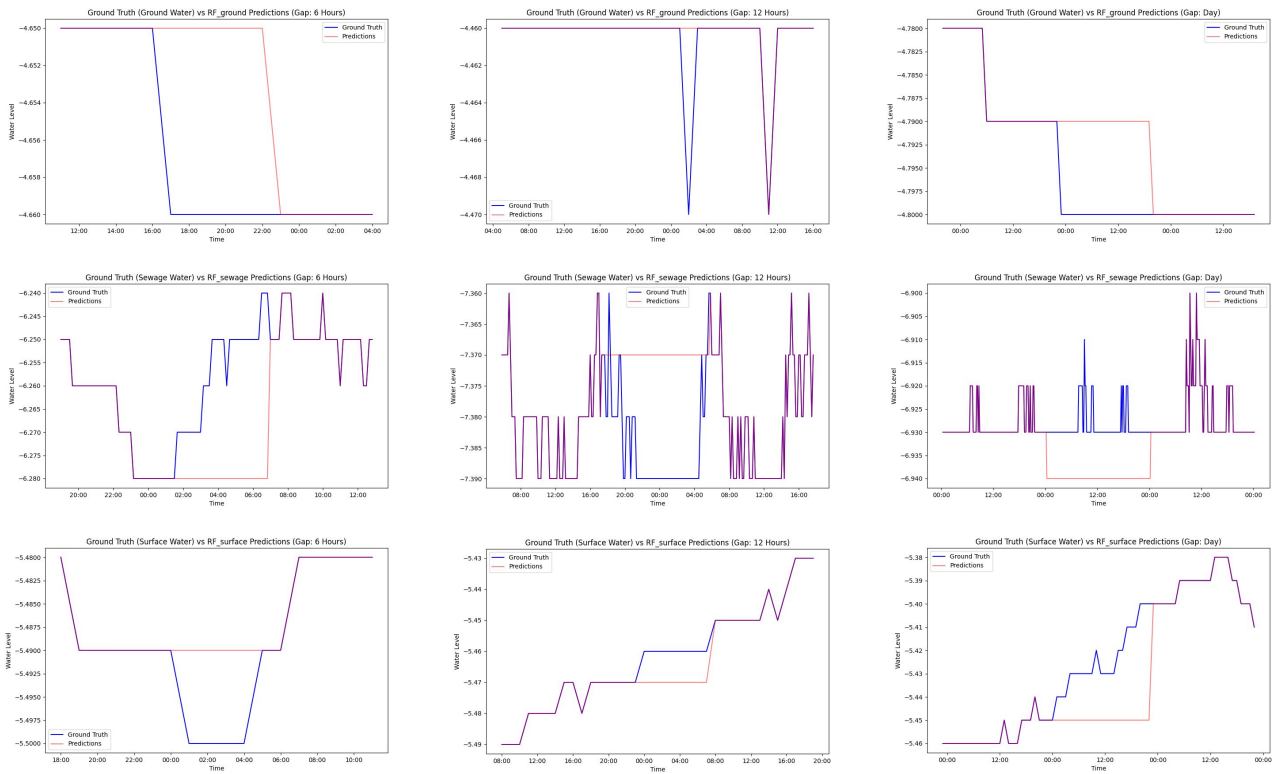 Ground Truth (Ground Water) vs RF_ground Predictions (Gap: 6 Hours)
Water Level
−4.650
−4.652
−4.654
−4.656
−4.658
−4.660
Ground Truth
Predictions
12:00 14:00 16:00 18:00 20:00 22:00 00:00 02:00 04:00
Time
Ground Truth (Ground Water) vs RF_ground Predictions (Gap: 12 Hours)
Water Level
−4.460
−4.462
−4.464
−4.466
−4.468
−4.470
Ground Truth
Predictions
04:00 08:00 12:00 16:00 20:00 00:00 04:00 08:00 12:00 16:00
Time
Ground Truth (Ground Water) vs RF_ground Predictions (Gap: Day)
Water Level
−4.7800
−4.7825
−4.7850
−4.7875
−4.7900
−4.7925
−4.7950
−4.7975
−4.8000
Ground Truth
Predictions
00:00 12:00 00:00 12:00 00:00 12:00
Time
Ground Truth (Sewage Water) vs RF_sewage Predictions (Gap: 6 Hours)
Water Level
−6.240
−6.245
−6.250
−6.255
−6.260
−6.265
−6.270
−6.275
−6.280
Ground Truth
Predictions
20:00 22:00 00:00 02:00 04:00 06:00 08:00 10:00 12:00
Time
Ground Truth (Sewage Water) vs RF_sewage Predictions (Gap: 12 Hours)
Water Level
−7.360
−7.365
−7.370
−7.375
−7.380
−7.385
−7.390
Ground Truth
Predictions
08:00 12:00 16:00 20:00 00:00 04:00 08:00 12:00 16:00
Time
Ground Truth (Sewage Water) vs RF_sewage Predictions (Gap: Day)
Water Level
−6.900
−6.905
−6.910
−6.915
−6.920
−6.925
−6.930
−6.935
−6.940
Ground Truth
Predictions
00:00 12:00 00:00 12:00 00:00 12:00 00:00
Time
Ground Truth (Surface Water) vs RF_surface Predictions (Gap: 6 Hours)
Water Level
−5.4800
−5.4825
−5.4850
−5.4875
−5.4900
−5.4925
−5.4950
−5.4975
−5.5000
Ground Truth
Predictions
18:00 20:00 22:00 00:00 02:00 04:00 06:00 08:00 10:00
Time
Ground Truth (Surface Water) vs RF_surface Predictions (Gap: 12 Hours)
Water Level
−5.43
−5.44
−5.45
−5.46
−5.47
−5.48
−5.49
Ground Truth
Predictions
08:00 12:00 16:00 20:00 00:00 04:00 08:00 12:00 16:00 20:00
Time
Ground Truth (Surface Water) vs RF_surface Predictions (Gap: Day)
Water Level
−5.38
−5.39
−5.40
−5.41
−5.42
−5.43
−5.44
−5.45
−5.46
Ground Truth
Predictions
00:00 12:00 00:00 12:00 00:00 12:00 00:00
Time